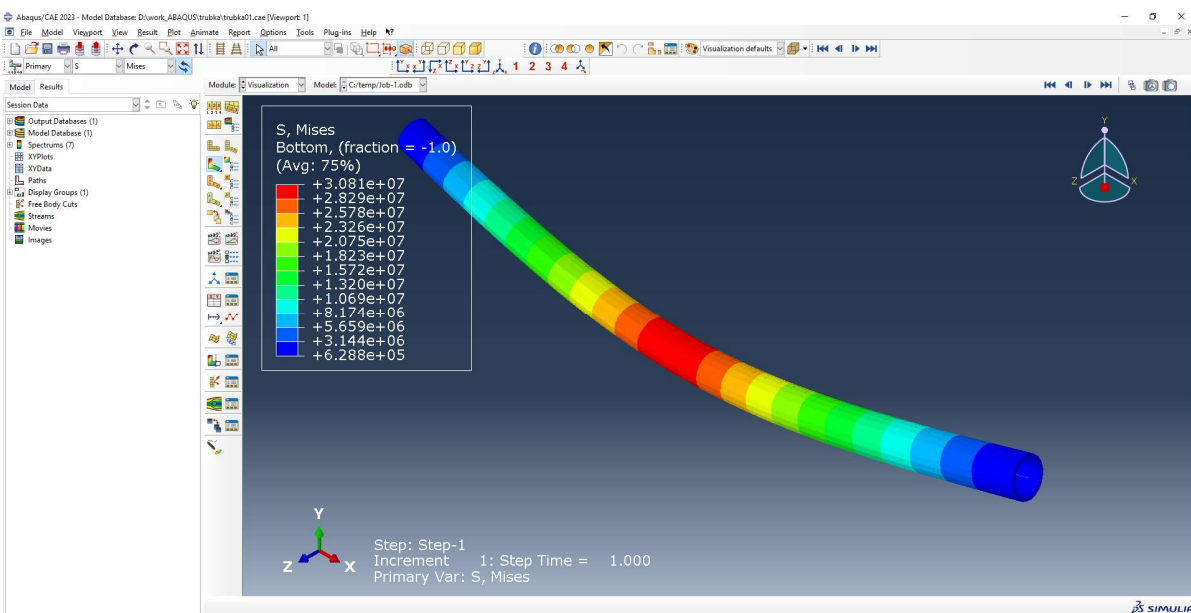 Abaqus/CAE 2023 - Model Database: D:\work_ABAQUS\trubka\trubka01.cae [Viewport: 1]
File Model Viewport View Result Plot Animate Report Options Tools Plug-ins Help
All Visualization defaults
Primary S Mises 1 2 3 4
Model Results Module: Visualization Model: C:/temp/Job-1.odb
Session Data
Output Databases (1)
Model Database (1)
Spectrums (7)
XYPlots
XYData
Paths
Display Groups (1)
Free Body Cuts
Streams
Movies
Images
S, Mises
Bottom, (fraction = -1.0)
(Avg: 75%)
+3.081e+07
+2.829e+07
+2.578e+07
+2.326e+07
+2.075e+07
+1.823e+07
+1.572e+07
+1.320e+07
+1.069e+07
+8.174e+06
+5.659e+06
+3.144e+06
+6.288e+05
Y
Z X
Y
Z X
Step: Step-1
Increment 1: Step Time = 1.000
Primary Var: S, Mises
SIMULIA